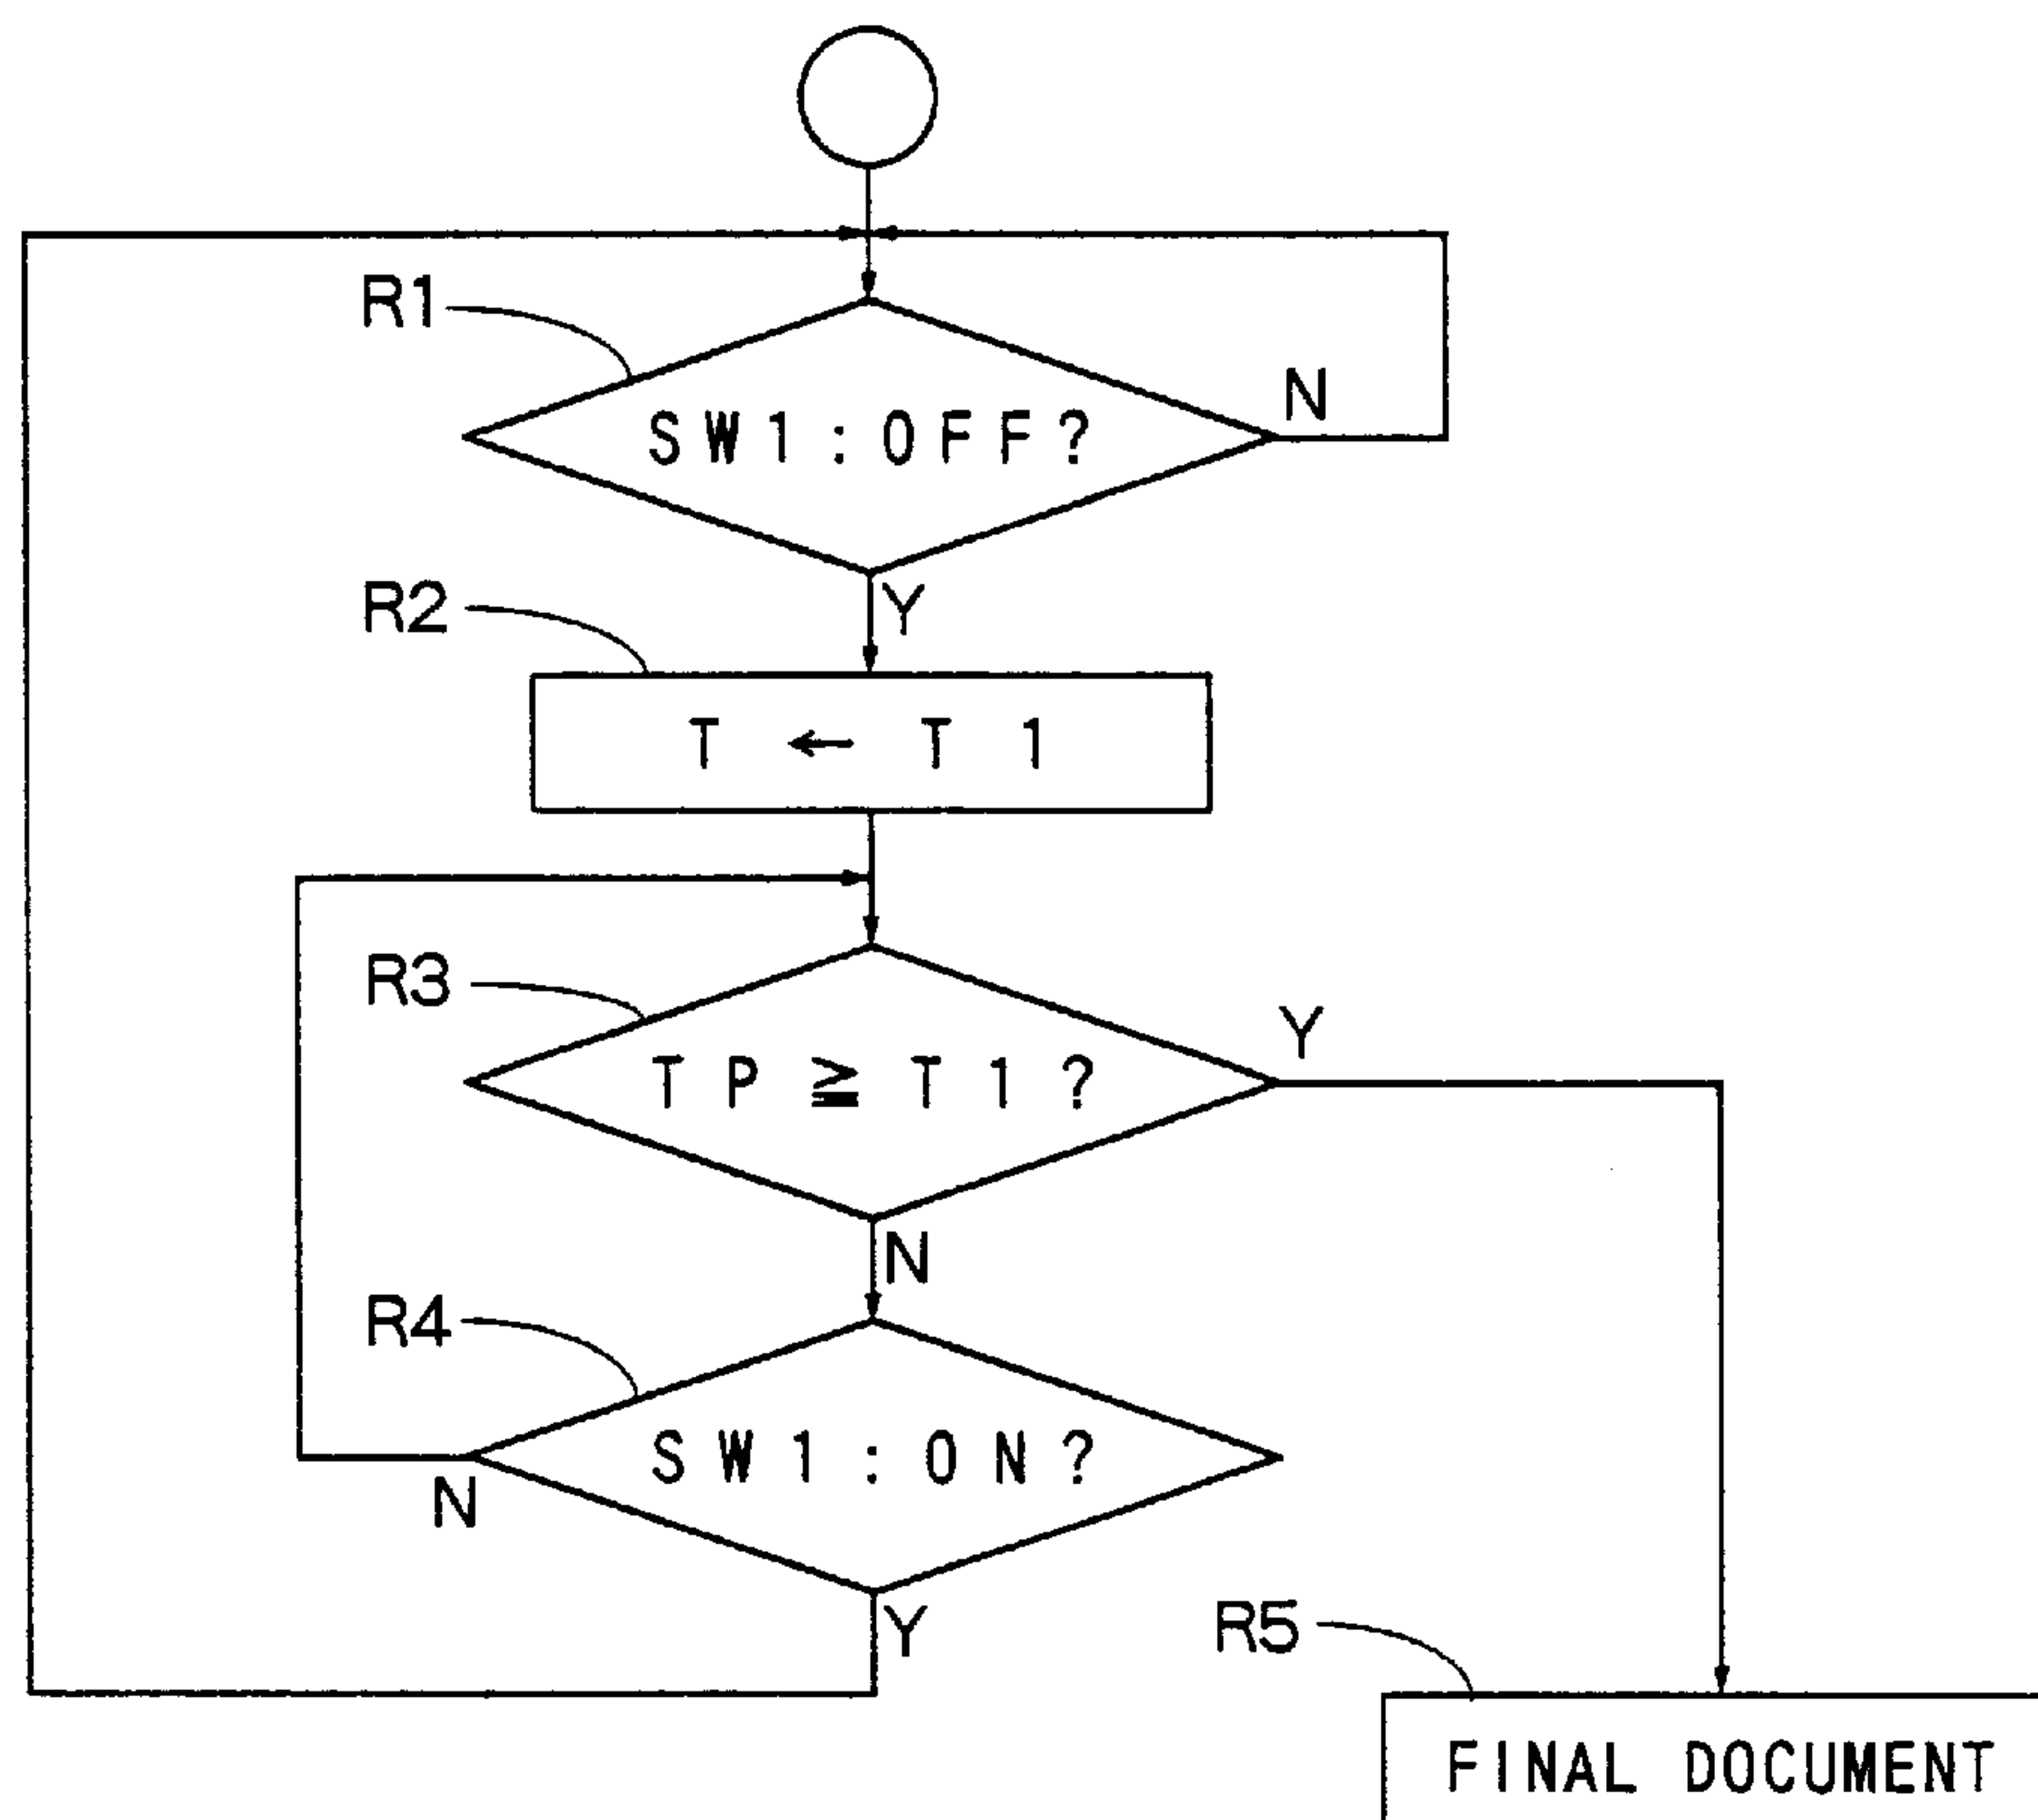 R1
SW1:OFF?
N
Y
R2
T ← T1
R3
TP ≧ T1?
Y
N
R4
SW1:ON?
N
Y
R5
FINAL DOCUMENT